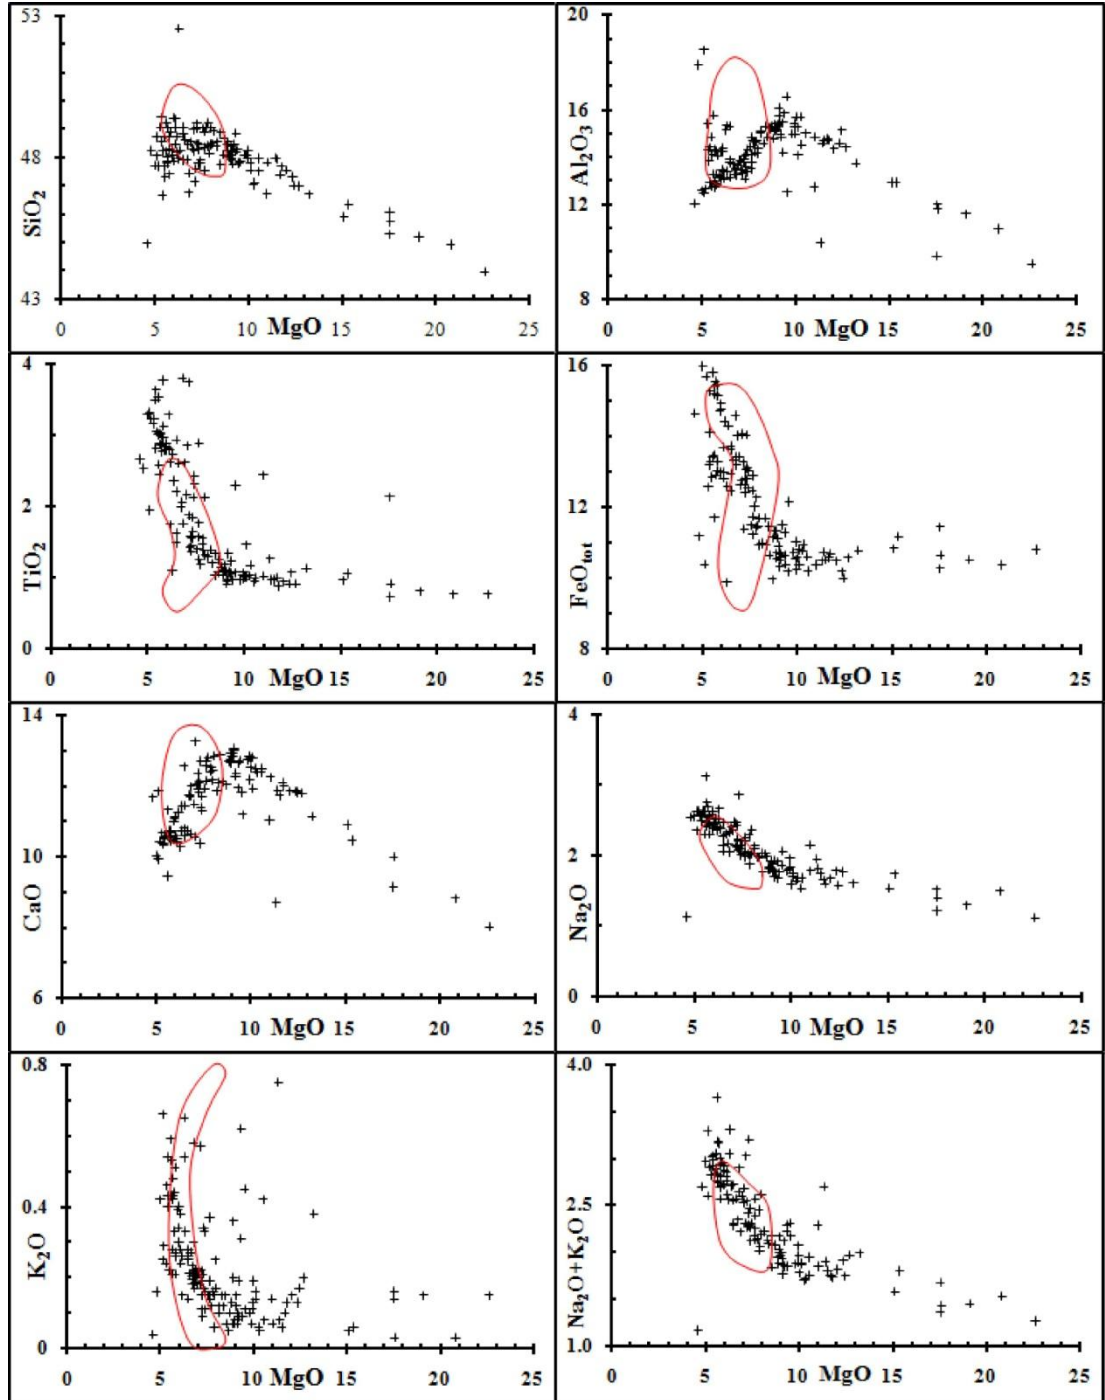 53
48
43
SiO₂
0 5 MgO 15 20 25
20
16
12
8
Al₂O₃
0 5 10 MgO 15 20 25
4
2
0
TiO₂
0 5 10 MgO 15 20 25
16
12
8
FeOtot
0 5 10 MgO 15 20 25
14
10
6
CaO
0 5 10 MgO 15 20 25
4
2
0
Na₂O
0 5 10 MgO 15 20 25
0.8
0.4
0
K₂O
0 5 10 MgO 15 20 25
4.0
2.5
1.0
Na₂O+K₂O
0 5 10 MgO 15 20 25